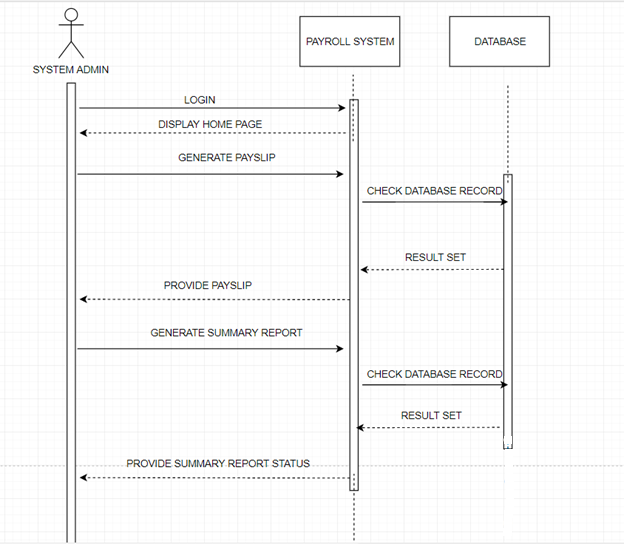 PAYROLL SYSTEM
DATABASE
SYSTEM ADMIN
LOGIN
DISPLAY HOME PAGE
GENERATE PAYSLIP
CHECK DATABASE RECORD
RESULT SET
PROVIDE PAYSLIP
GENERATE SUMMARY REPORT
CHECK DATABASE RECORD
RESULT SET
PROVIDE SUMMARY REPORT STATUS